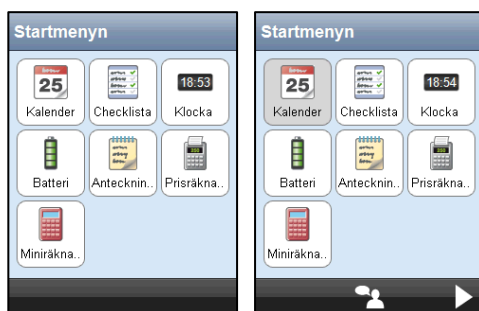 Startmenyn
25
18:53
Kalender
Checklista
Klocka
Batteri
Antecknin..
Prisräkna..
Miniräkna..
Startmenyn
25
18:54
Kalender
Checklista
Klocka
Batteri
Antecknin..
Prisräkna..
Miniräkna..